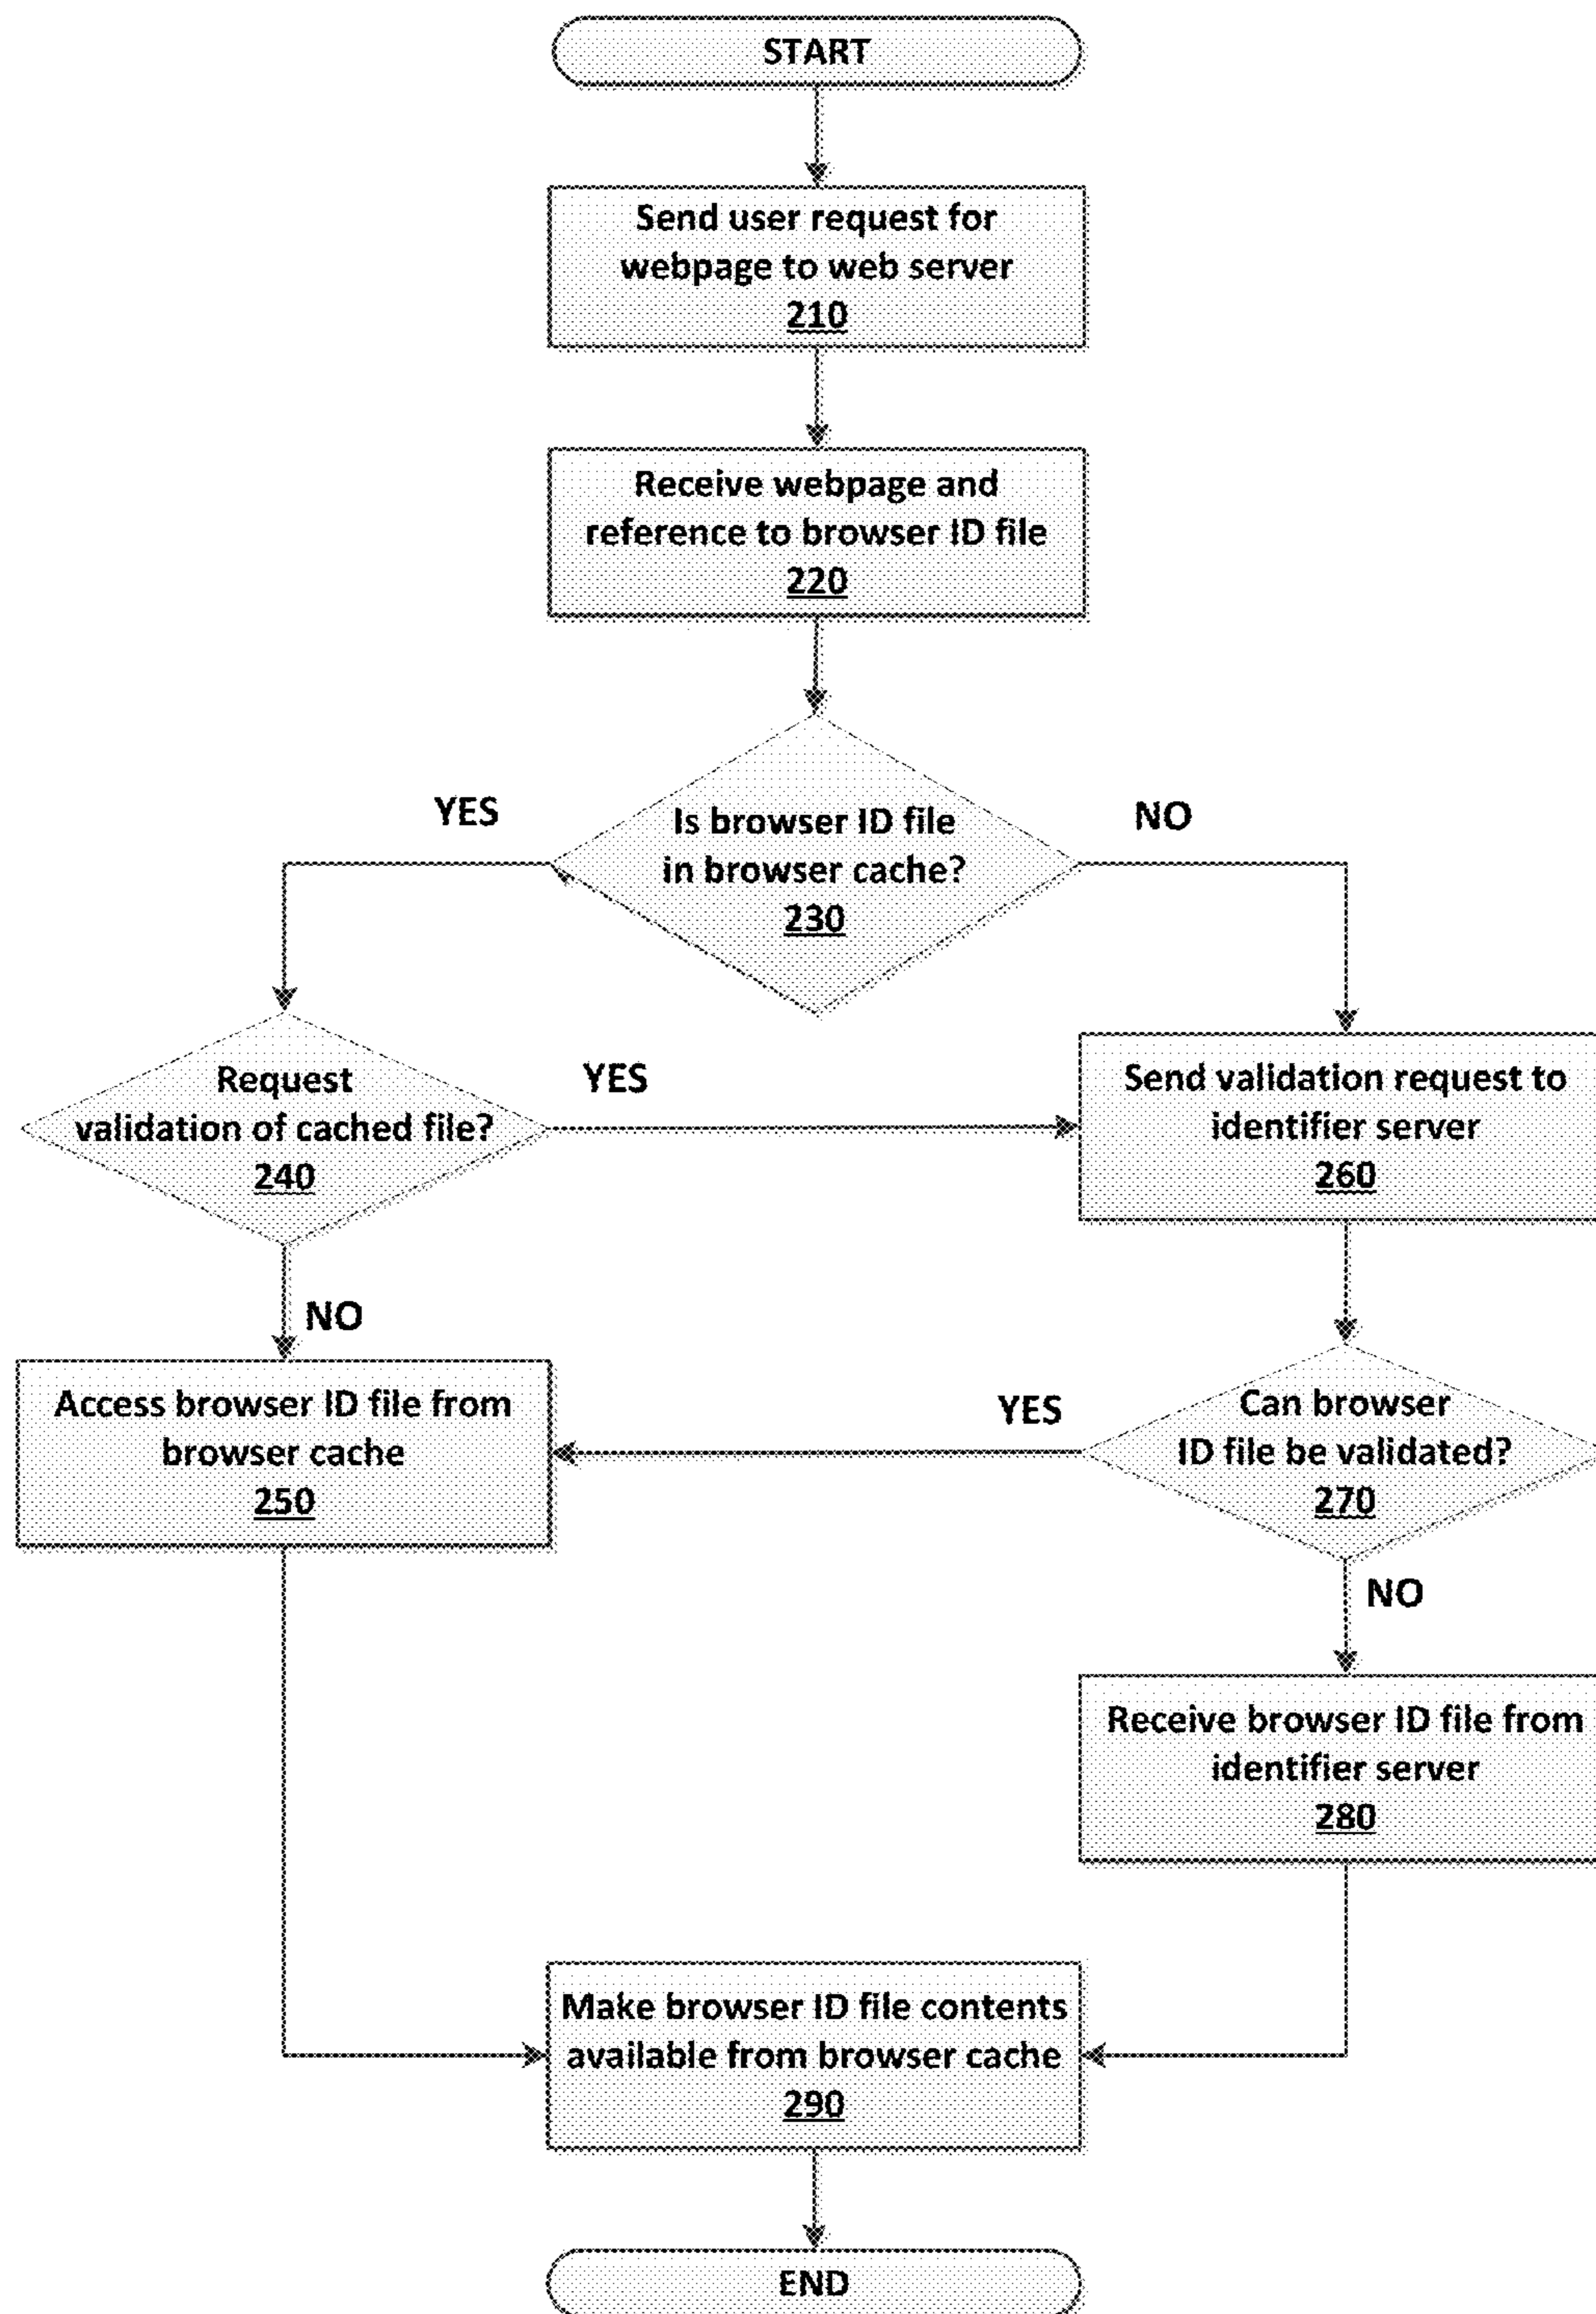 START
Send user request for
webpage to web server
210
Receive webpage and
reference to browser ID file
220
YES
NO
Is browser ID file
in browser cache?
230
Request
validation of cached file?
240
YES
Send validation request to
identifier server
260
NO
Access browser ID file from
browser cache
250
YES
Can browser
ID file be validated?
270
NO
Receive browser ID file from
identifier server
280
Make browser ID file contents
available from browser cache
290
END